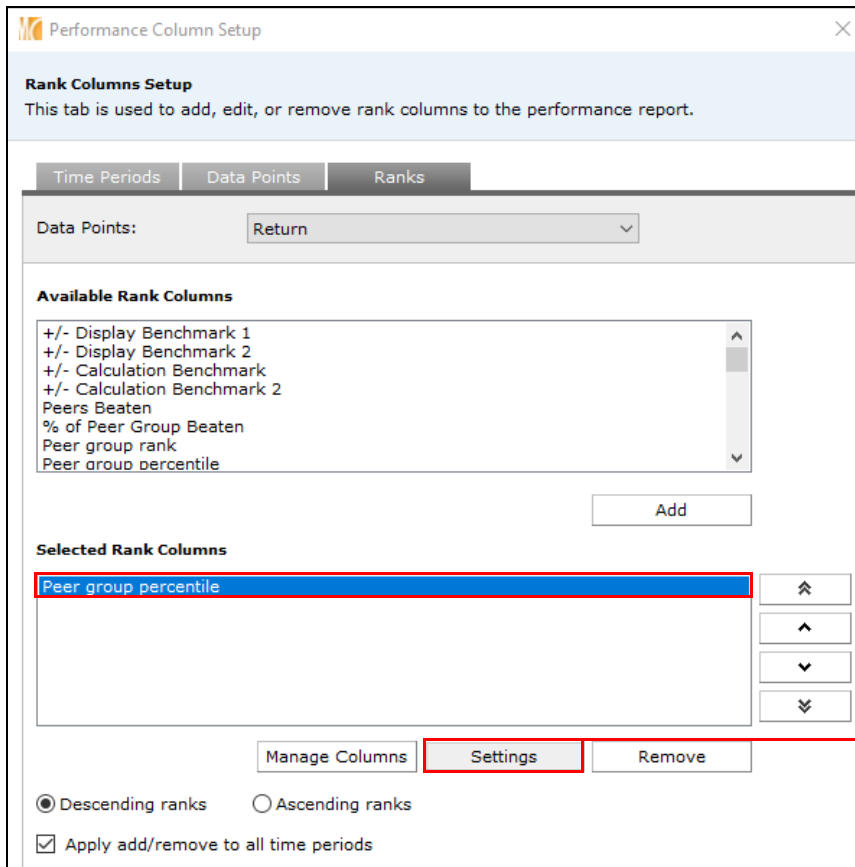 Performance Column Setup
Rank Columns Setup
This tab is used to add, edit, or remove rank columns to the performance report.
Time Periods Data Points Ranks
Data Points: Return
Available Rank Columns
+/- Display Benchmark 1
+/- Display Benchmark 2
+/- Calculation Benchmark
+/- Calculation Benchmark 2
Peers Beaten
% of Peer Group Beaten
Peer group rank
Peer group percentile
Add
Selected Rank Columns
Peer group percentile
Manage Columns Settings Remove
Descending ranks Ascending ranks
Apply add/remove to all time periods